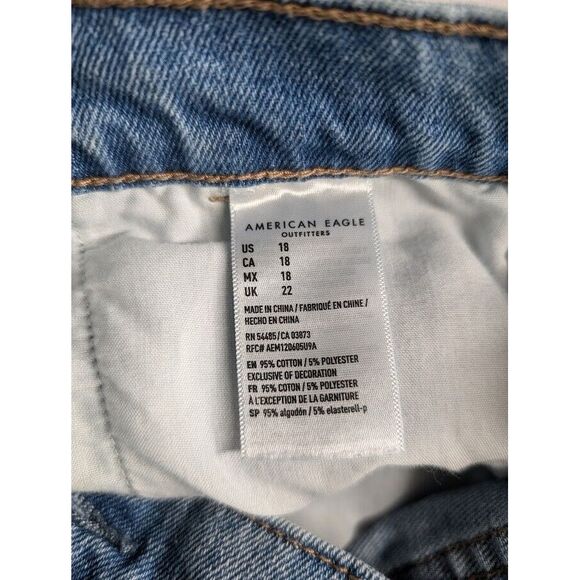 AMERICAN EAGLE
OUTFITTERS
US 18
CA 18
MX 18
UK 22
MADE IN CHINA / FABRIQUÉ EN CHINE /
HECHO EN CHINA
RN 54485/CA 03873
RFC# AEM120605U9A
EN 95% COTTON / 5% POLYESTER
EXCLUSIVE OF DECORATION
FR 95% COTON / 5% POLYESTER
À L'EXCEPTION DE LA GARNITURE
SP 95% algodón / 5% elasterell-p